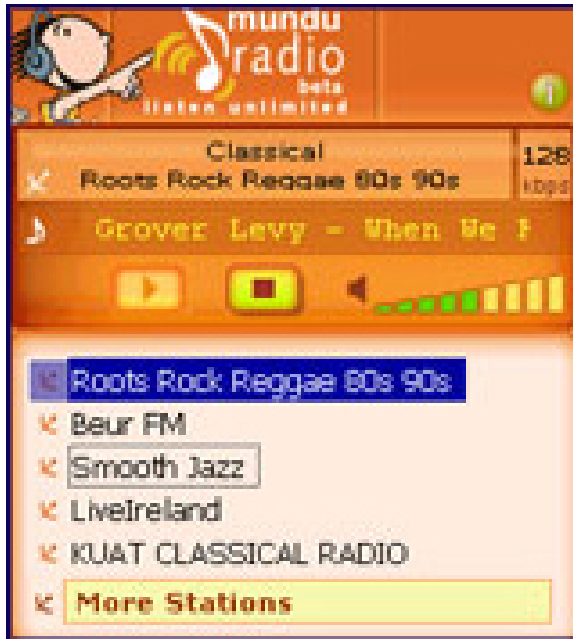 mundu
radio
beta
listen unlimited
i
Classical
128
Roots Rock Reggae 80s 90s
kbps
Grover Levy - When We
Roots Rock Reggae 80s 90s
Beur FM
Smooth Jazz
LiveIreland
KUAT CLASSICAL RADIO
More Stations